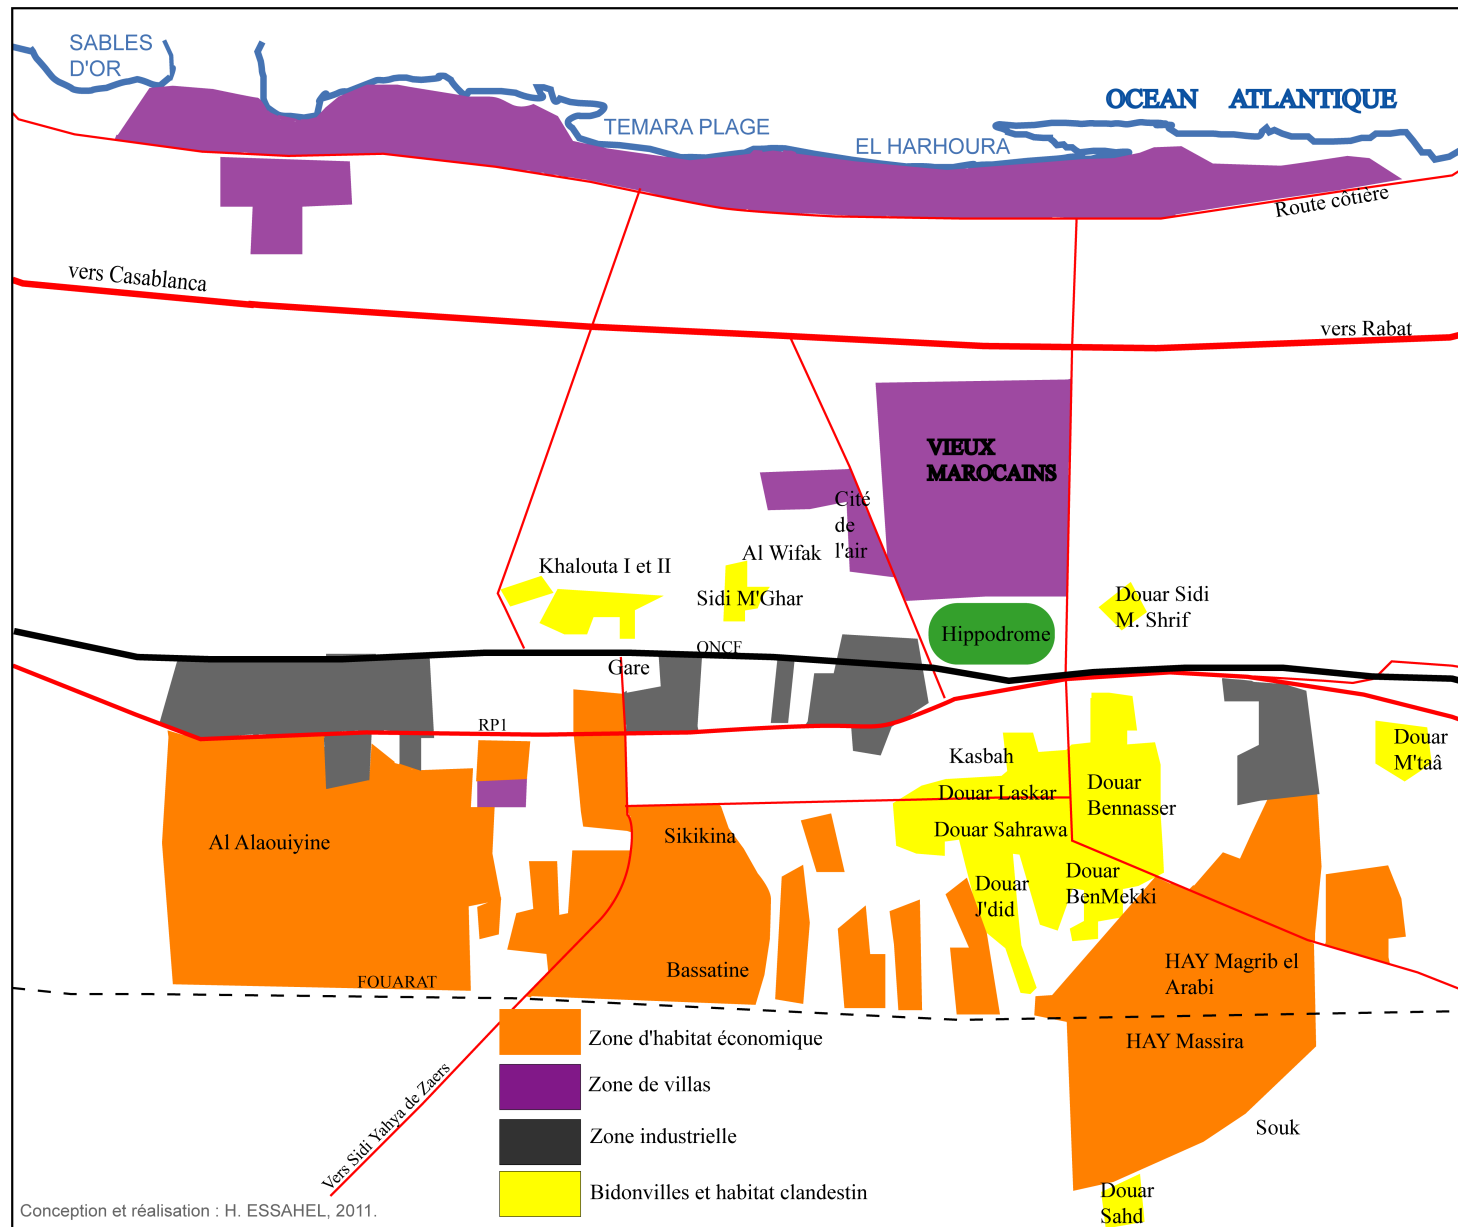 SABLES
D'OR
OCEAN ATLANTIQUE
TEMARA PLAGE
EL HARHOURA
Route côtière
vers Casablanca
vers Rabat
VIEUX
MAROCAINS
Cité
de
l'air
Al Wifak
Khalouta I et II
Sidi M'Ghar
Douar Sidi
M. Shrif
Hippodrome
ONCF
Gare
RP1
Kasbah
Douar
M'taâ
Douar Laskar
Douar
Bennasser
Douar Sahrawa
Sikikina
Al Alaouiyine
Douar
J'did
Douar
BenMekki
Bassatine
HAY Magrib el
Arabi
FOUARAT
HAY Massira
Zone d'habitat économique
Zone de villas
Zone industrielle
Bidonvilles et habitat clandestin
Vers Sidi Yahya de Zaers
Souk
Douar
Sahd
Conception et réalisation : H. ESSAHEL, 2011.